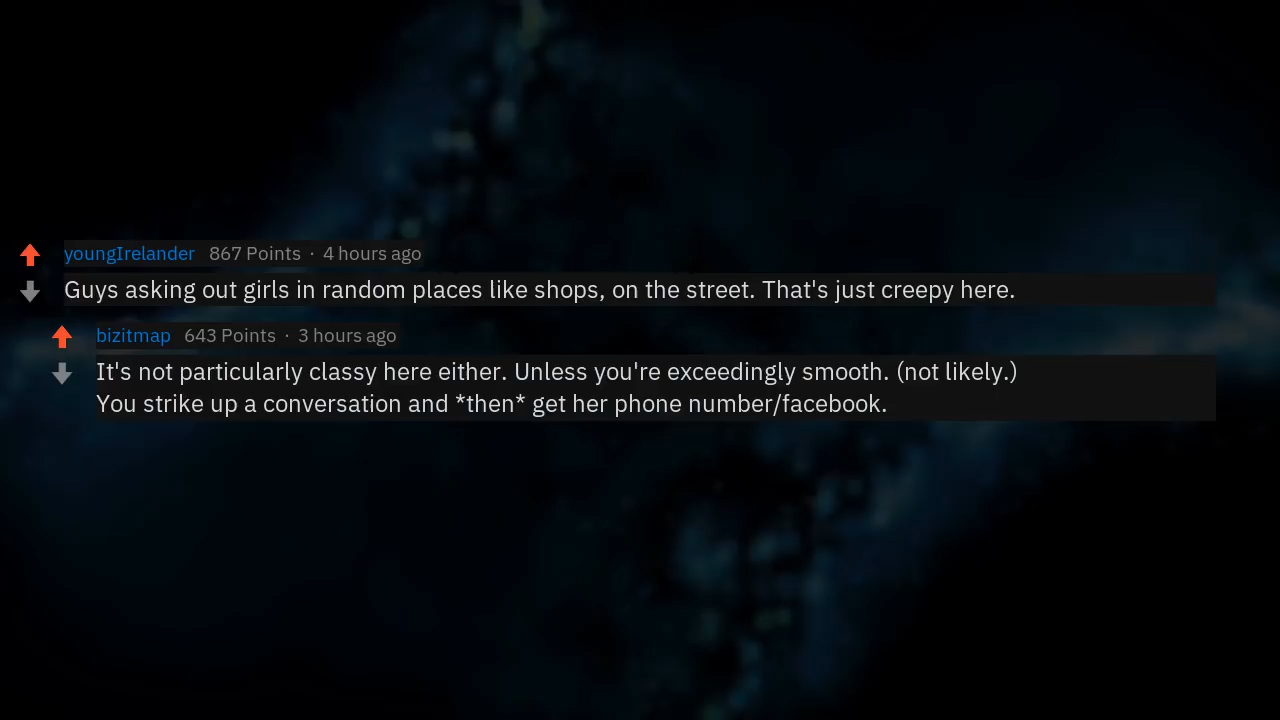 youngIrelander 867 Points · 4 hours ago
Guys asking out girls in random places like shops, on the street. That's just creepy here.
bizitmap 643 Points · 3 hours ago
It's not particularly classy here either. Unless you're exceedingly smooth. (not likely.)
You strike up a conversation and *then* get her phone number/facebook.